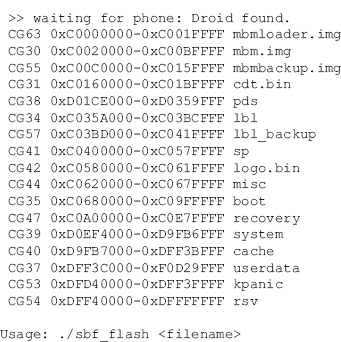 >> waiting for phone: Droid found.
CG63 0xC0000000-0xC001FFFF mbmloader.img
CG30 0xC0020000-0xC00BFFFF mbm.img
CG55 0xC00C0000-0xC015FFFF mbmbackup.img
CG31 0xC0160000-0xC01BFFFF cdt.bin
CG38 0xD01CE000-0xD0359FFF pds
CG34 0xC035A000-0xC03BCFFF lbl
CG57 0xC03BD000-0xC041FFFF lbl_backup
CG41 0xC0400000-0xC057FFFF sp
CG42 0xC0580000-0xC061FFFF logo.bin
CG44 0xC0620000-0xC067FFFF misc
CG35 0xC0680000-0xC09FFFFF boot
CG47 0xC0A00000-0xC0E7FFFF recovery
CG39 0xD0EF4000-0xD9FB6FFF system
CG40 0xD9FB7000-0xDFF3BFFF cache
CG37 0xDFF3C000-0xF0D29FFF userdata
CG53 0xDFD40000-0xDFF3FFFF kpanic
CG54 0xDFF40000-0xDFFFFFFF rsv
Usage: ./sbf_flash <filename>